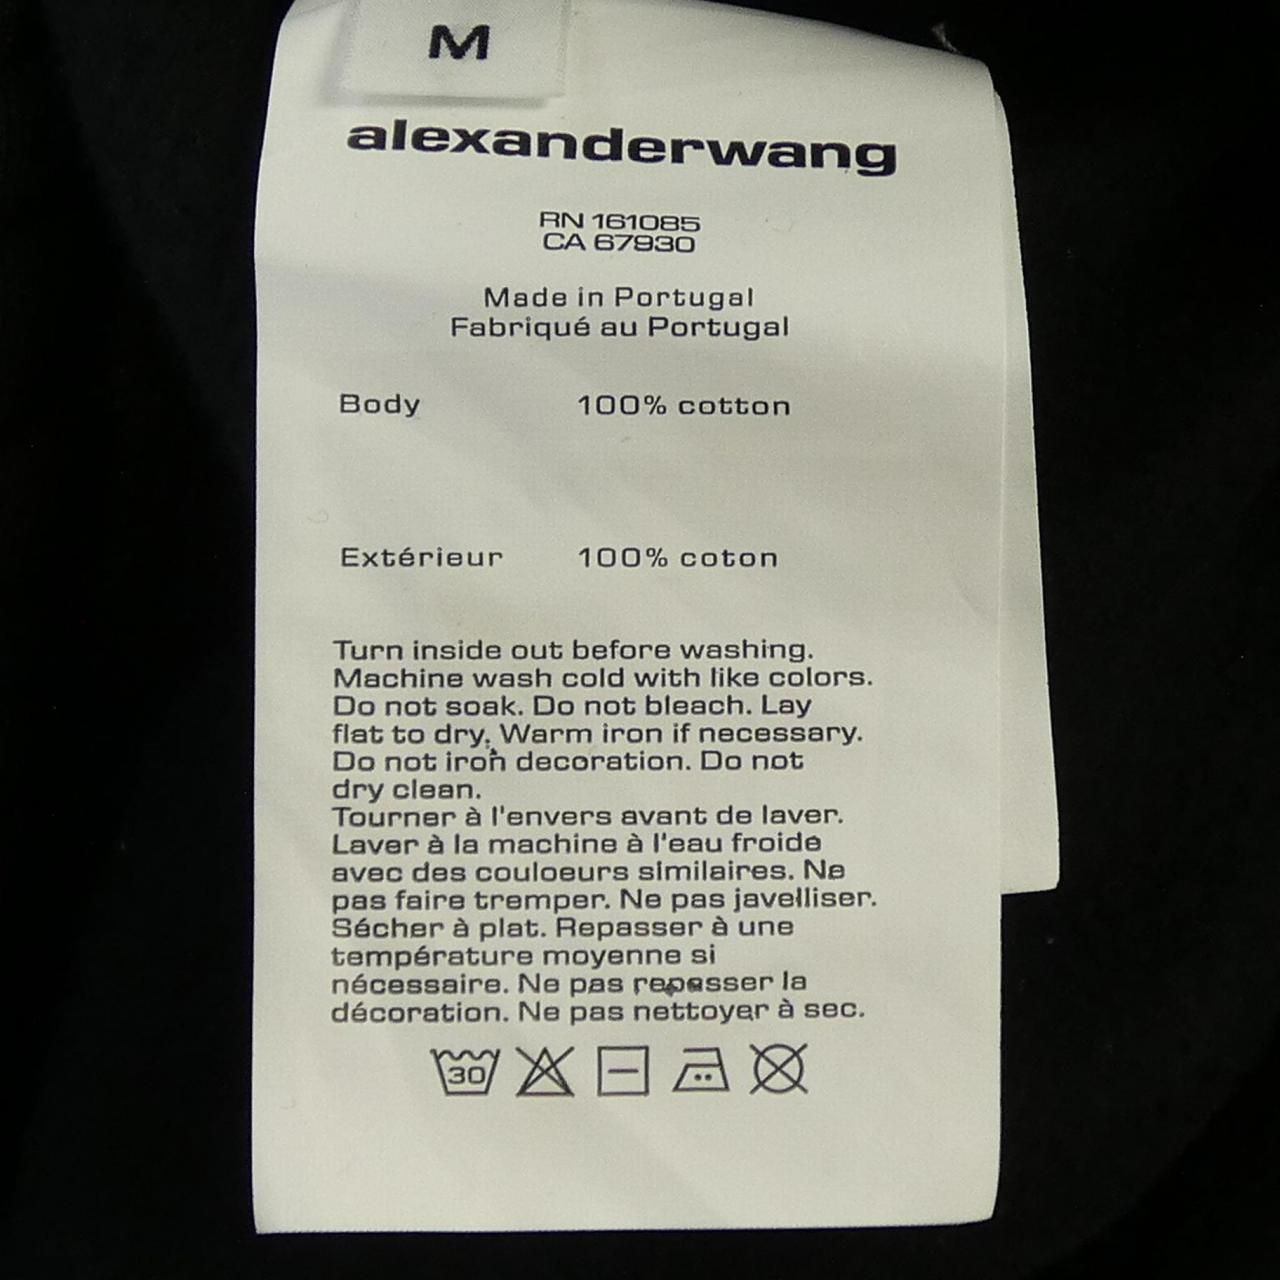 M
alexanderwang
RN 161085
CA 67930
Made in Portugal
Fabriqué au Portugal
Body 100% cotton
Extérieur 100% coton
Turn inside out before washing.
Machine wash cold with like colors.
Do not soak. Do not bleach. Lay
flat to dry. Warm iron if necessary.
Do not iron decoration. Do not
dry clean.
Tourner à l'envers avant de laver.
Laver à la machine à l'eau froide
avec des couloeurs similaires. Ne
pas faire tremper. Ne pas javelliser.
Sécher à plat. Repasser à une
température moyenne si
nécessaire. Ne pas repasser la
décoration. Ne pas nettoyer à sec.
30